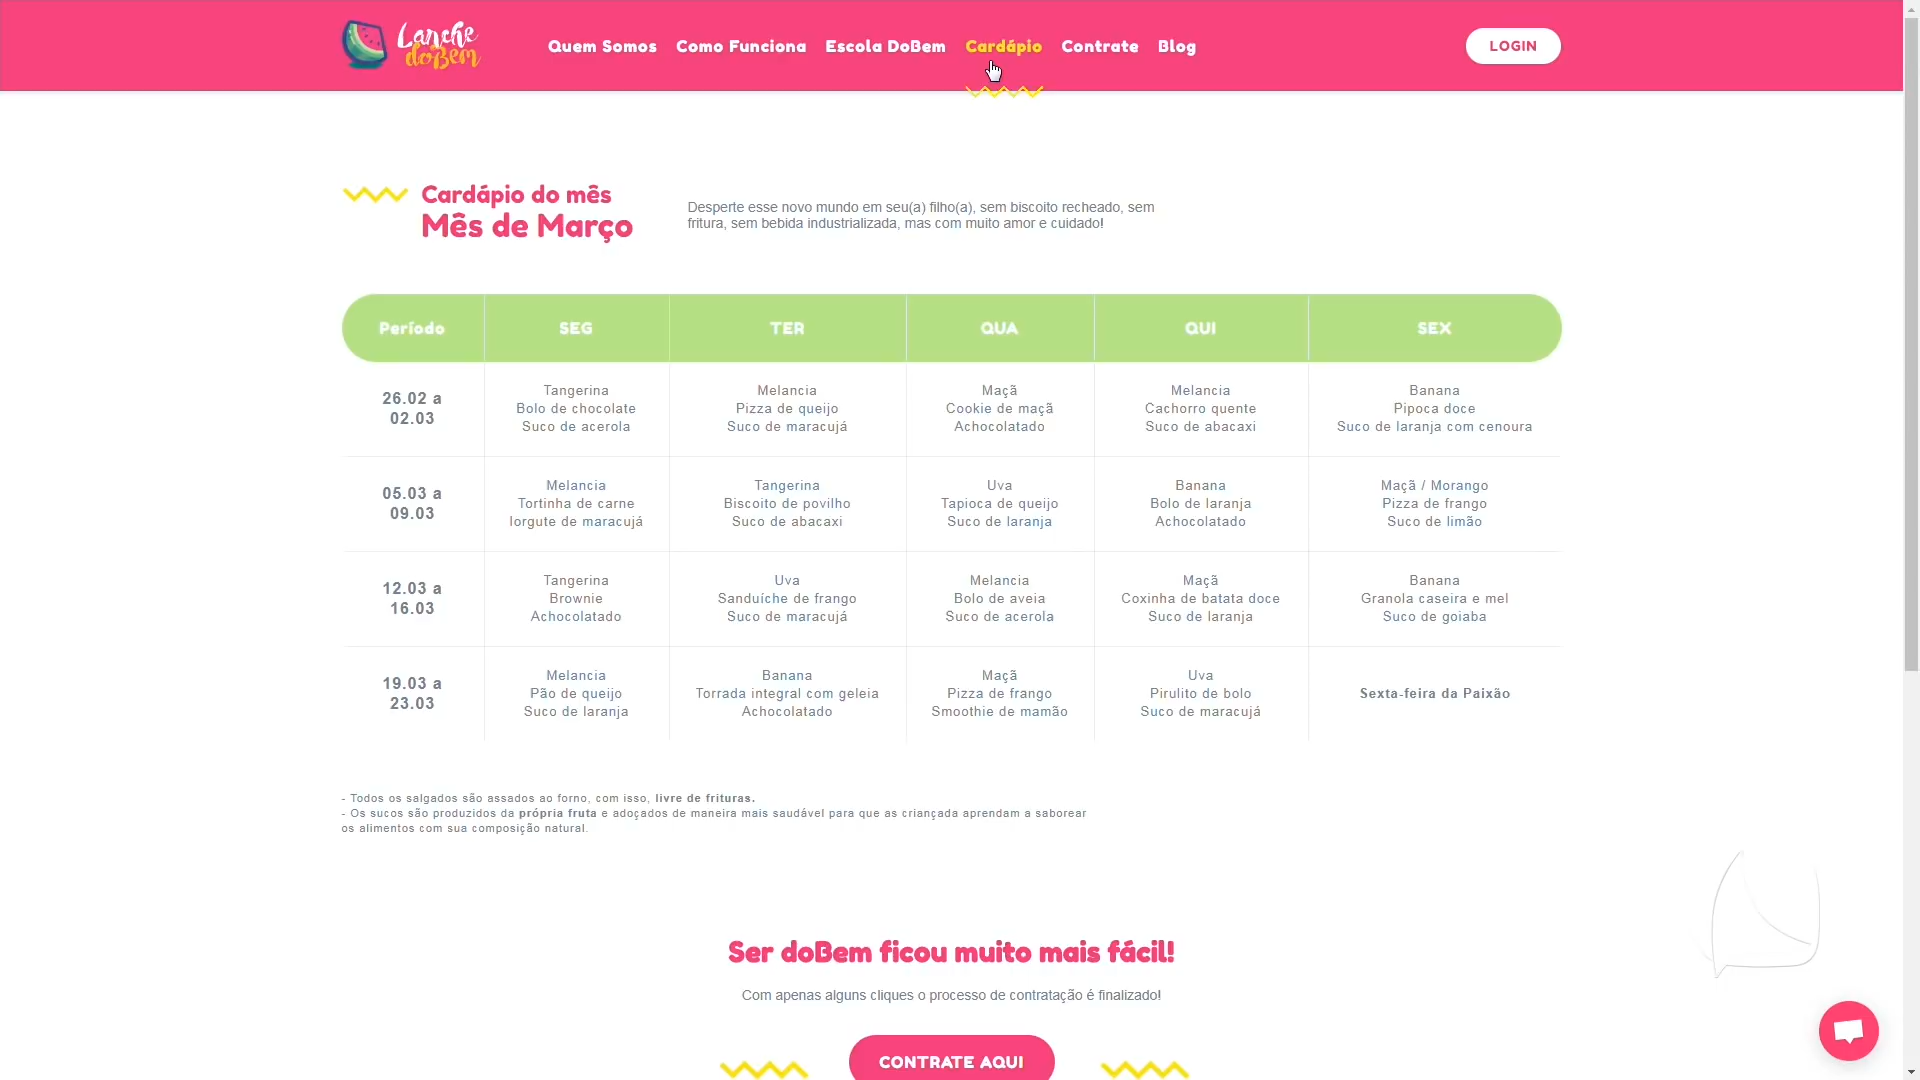 Lanche
doBem
Quem Somos
Como Funciona
Escola DoBem
Cardápio
Contrate
Blog
LOGIN
Cardápio do mês
Mês de Março
Desperte esse novo mundo em seu(a) filho(a), sem biscoito recheado, sem
fritura, sem bebida industrializada, mas com muito amor e cuidado!
Período
SEG
TER
QUA
QUI
SEX
26.02 a
02.03
Tangerina
Bolo de chocolate
Suco de acerola
Melancia
Pizza de queijo
Suco de maracujá
Maçã
Cookie de maçã
Achocolatado
Melancia
Cachorro quente
Suco de abacaxi
Banana
Pipoca doce
Suco de laranja com cenoura
05.03 a
09.03
Melancia
Tortinha de carne
Iorgute de maracujá
Tangerina
Biscoito de povilho
Suco de abacaxi
Uva
Tapioca de queijo
Suco de laranja
Banana
Bolo de laranja
Achocolatado
Maçã / Morango
Pizza de frango
Suco de limão
12.03 a
16.03
Tangerina
Brownie
Achocolatado
Uva
Sanduíche de frango
Suco de maracujá
Melancia
Bolo de aveia
Suco de acerola
Maçã
Coxinha de batata doce
Suco de laranja
Banana
Granola caseira e mel
Suco de goiaba
19.03 a
23.03
Melancia
Pão de queijo
Suco de laranja
Banana
Torrada integral com geleia
Achocolatado
Maçã
Pizza de frango
Smoothie de mamão
Uva
Pirulito de bolo
Suco de maracujá
Sexta-feira da Paixão
- Todos os salgados são assados ao forno, com isso, livre de frituras.
- Os sucos são produzidos da própria fruta e adoçados de maneira mais saudável para que as criançada aprendam a saborear
os alimentos com sua composição natural.
Ser doBem ficou muito mais fácil!
Com apenas alguns cliques o processo de contratação é finalizado!
CONTRATE AQUI